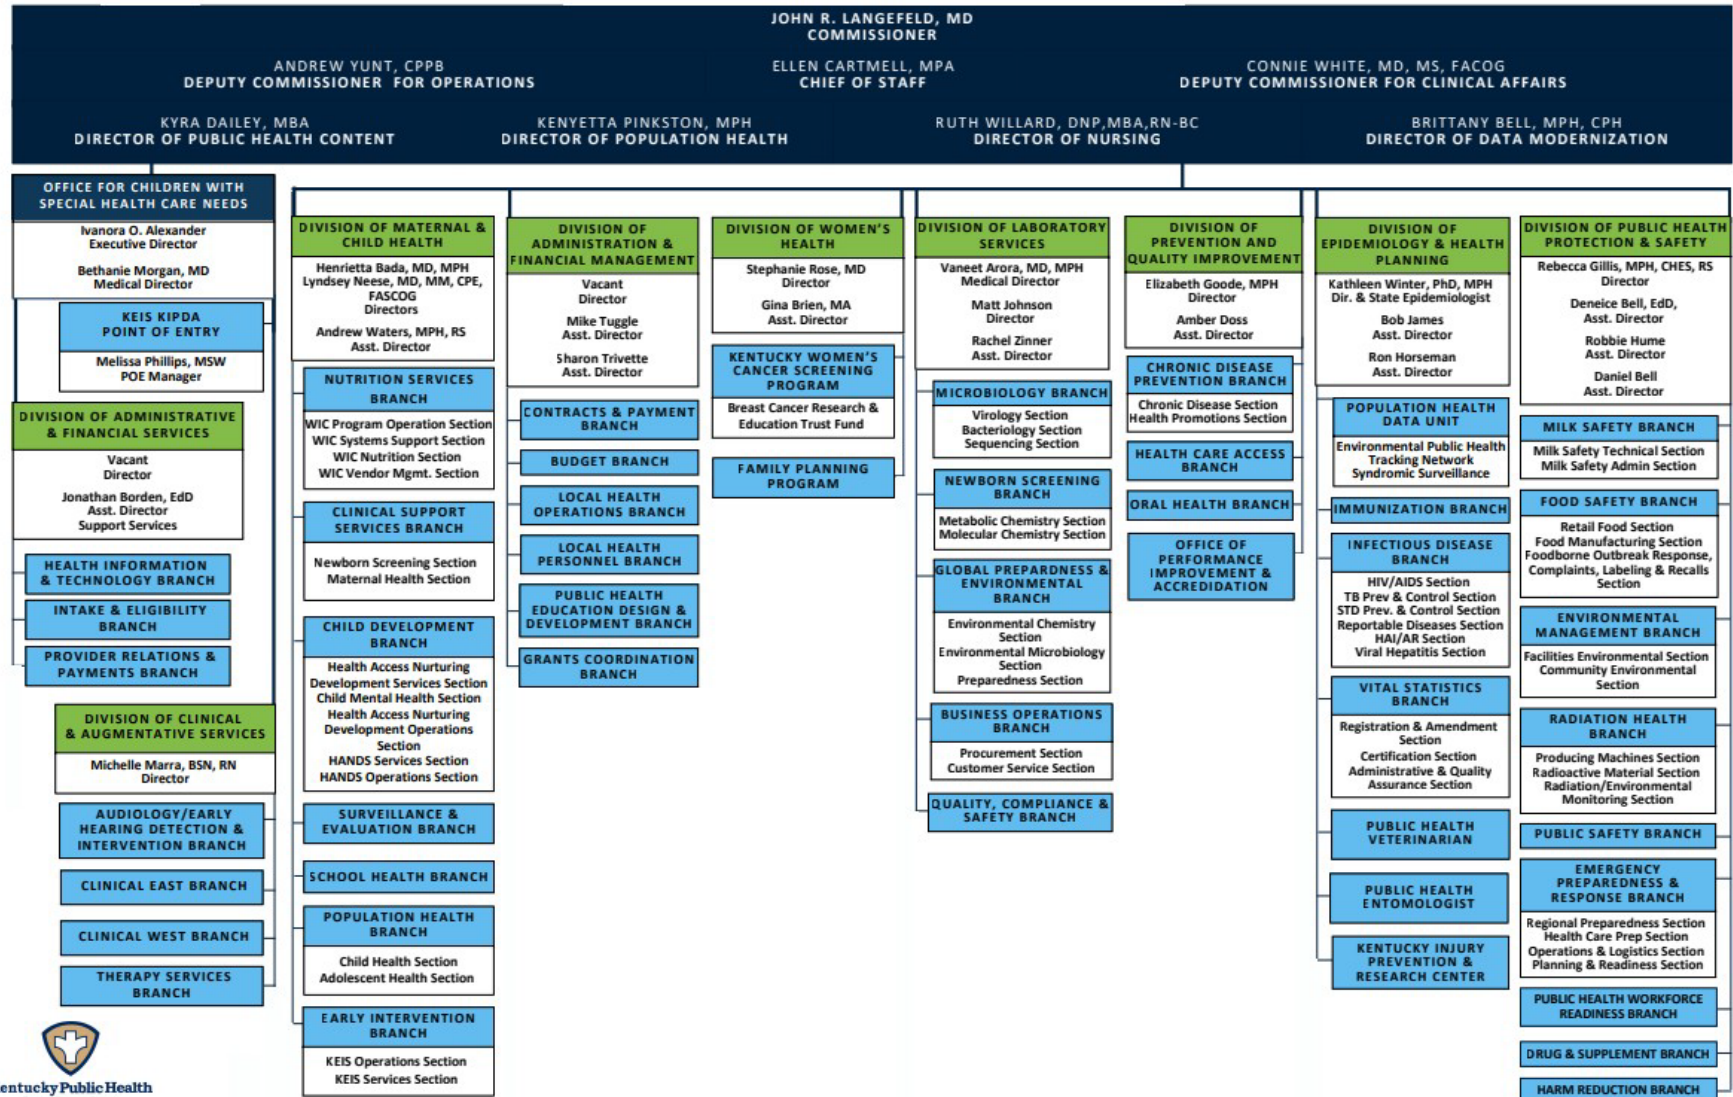 JOHN R. LANGEFELD, MD
COMMISSIONER
ANDREW YUNT, CPPB
DEPUTY COMMISSIONER FOR OPERATIONS
ELLEN CARTMELL, MPA
CHIEF OF STAFF
CONNIE WHITE, MD, MS, FACOG
DEPUTY COMMISSIONER FOR CLINICAL AFFAIRS
KYRA DAILEY, MBA
DIRECTOR OF PUBLIC HEALTH CONTENT
KENYETTA PINKSTON, MPH
DIRECTOR OF POPULATION HEALTH
RUTH WILLARD, DNP,MBA,RN-BC
DIRECTOR OF NURSING
BRITTANY BELL, MPH, CPH
DIRECTOR OF DATA MODERNIZATION
OFFICE FOR CHILDREN WITH
SPECIAL HEALTH CARE NEEDS
Ivanora O. Alexander
Executive Director
Bethanie Morgan, MD
Medical Director
KEIS KIPDA
POINT OF ENTRY
Melissa Phillips, MSW
POE Manager
DIVISION OF ADMINISTRATIVE
& FINANCIAL SERVICES
Vacant
Director
Jonathan Borden, EdD
Asst. Director
Support Services
HEALTH INFORMATION
& TECHNOLOGY BRANCH
INTAKE & ELIGIBILITY
BRANCH
PROVIDER RELATIONS &
PAYMENTS BRANCH
DIVISION OF CLINICAL
& AUGMENTATIVE SERVICES
Michelle Marra, BSN, RN
Director
AUDIOLOGY/EARLY
HEARING DETECTION &
INTERVENTION BRANCH
CLINICAL EAST BRANCH
CLINICAL WEST BRANCH
THERAPY SERVICES
BRANCH
DIVISION OF MATERNAL &
CHILD HEALTH
Henrietta Bada, MD, MPH
Lyndsey Neese, MD, MM, CPE,
FASCOG
Directors
Andrew Waters, MPH, RS
Asst. Director
NUTRITION SERVICES
BRANCH
WIC Program Operation Section
WIC Systems Support Section
WIC Nutrition Section
WIC Vendor Mgmt. Section
CLINICAL SUPPORT
SERVICES BRANCH
Newborn Screening Section
Maternal Health Section
CHILD DEVELOPMENT
BRANCH
Health Access Nurturing
Development Services Section
Child Mental Health Section
Health Access Nurturing
Development Operations
Section
HANDS Services Section
HANDS Operations Section
SURVEILLANCE &
EVALUATION BRANCH
SCHOOL HEALTH BRANCH
POPULATION HEALTH
BRANCH
Child Health Section
Adolescent Health Section
EARLY INTERVENTION
BRANCH
KEIS Operations Section
KEIS Services Section
DIVISION OF
ADMINISTRATION &
FINANCIAL MANAGEMENT
Vacant
Director
Mike Tuggle
Asst. Director
Sharon Trivette
Asst. Director
CONTRACTS & PAYMENT
BRANCH
BUDGET BRANCH
LOCAL HEALTH
OPERATIONS BRANCH
LOCAL HEALTH
PERSONNEL BRANCH
PUBLIC HEALTH
EDUCATION DESIGN &
DEVELOPMENT BRANCH
GRANTS COORDINATION
BRANCH
DIVISION OF WOMEN'S
HEALTH
Stephanie Rose, MD
Director
Gina Brien, MA
Asst. Director
KENTUCKY WOMEN'S
CANCER SCREENING
PROGRAM
Breast Cancer Research &
Education Trust Fund
FAMILY PLANNING
PROGRAM
DIVISION OF LABORATORY
SERVICES
Vaneet Arora, MD, MPH
Medical Director
Matt Johnson
Director
Rachel Zinner
Asst. Director
MICROBIOLOGY BRANCH
Virology Section
Bacteriology Section
Sequencing Section
NEWBORN SCREENING
BRANCH
Metabolic Chemistry Section
Molecular Chemistry Section
GLOBAL PREPARDNESS &
ENVIRONMENTAL
BRANCH
Environmental Chemistry
Section
Environmental Microbiology
Section
Preparedness Section
BUSINESS OPERATIONS
BRANCH
Procurement Section
Customer Service Section
QUALITY, COMPLIANCE &
SAFETY BRANCH
DIVISION OF
PREVENTION AND
QUALITY IMPROVEMENT
Elizabeth Goode, MPH
Director
Amber Doss
Asst. Director
CHRONIC DISEASE
PREVENTION BRANCH
Chronic Disease Section
Health Promotions Section
HEALTH CARE ACCESS
BRANCH
ORAL HEALTH BRANCH
OFFICE OF
PERFORMANCE
IMPROVEMENT &
ACCREDIDATION
DIVISION OF
EPIDEMIOLOGY & HEALTH
PLANNING
Kathleen Winter, PhD, MPH
Dir. & State Epidemiologist
Bob James
Asst. Director
Ron Horseman
Asst. Director
POPULATION HEALTH
DATA UNIT
Environmental Public Health
Tracking Network
Syndromic Surveillance
IMMUNIZATION BRANCH
INFECTIOUS DISEASE
BRANCH
HIV/AIDS Section
TB Prev & Control Section
STD Prev. & Control Section
Reportable Diseases Section
HAI/AR Section
Viral Hepatitis Section
VITAL STATISTICS
BRANCH
Registration & Amendment
Section
Certification Section
Administrative & Quality
Assurance Section
PUBLIC HEALTH
VETERINARIAN
PUBLIC HEALTH
ENTOMOLOGIST
KENTUCKY INJURY
PREVENTION &
RESEARCH CENTER
DIVISION OF PUBLIC HEALTH
PROTECTION & SAFETY
Rebecca Gillis, MPH, CHES, RS
Director
Deneice Bell, EdD,
Asst. Director
Robbie Hume
Asst. Director
Daniel Bell
Asst. Director
MILK SAFETY BRANCH
Milk Safety Technical Section
Milk Safety Admin Section
FOOD SAFETY BRANCH
Retail Food Section
Food Manufacturing Section
Foodborne Outbreak Response,
Complaints, Labeling & Recalls
Section
ENVIRONMENTAL
MANAGEMENT BRANCH
Facilities Environmental Section
Community Environmental
Section
RADIATION HEALTH
BRANCH
Producing Machines Section
Radioactive Material Section
Radiation/Environmental
Monitoring Section
PUBLIC SAFETY BRANCH
EMERGENCY
PREPAREDNESS &
RESPONSE BRANCH
Regional Preparedness Section
Health Care Prep Section
Operations & Logistics Section
Planning & Readiness Section
PUBLIC HEALTH WORKFORCE
READINESS BRANCH
DRUG & SUPPLEMENT BRANCH
HARM REDUCTION BRANCH
entucky Public Health